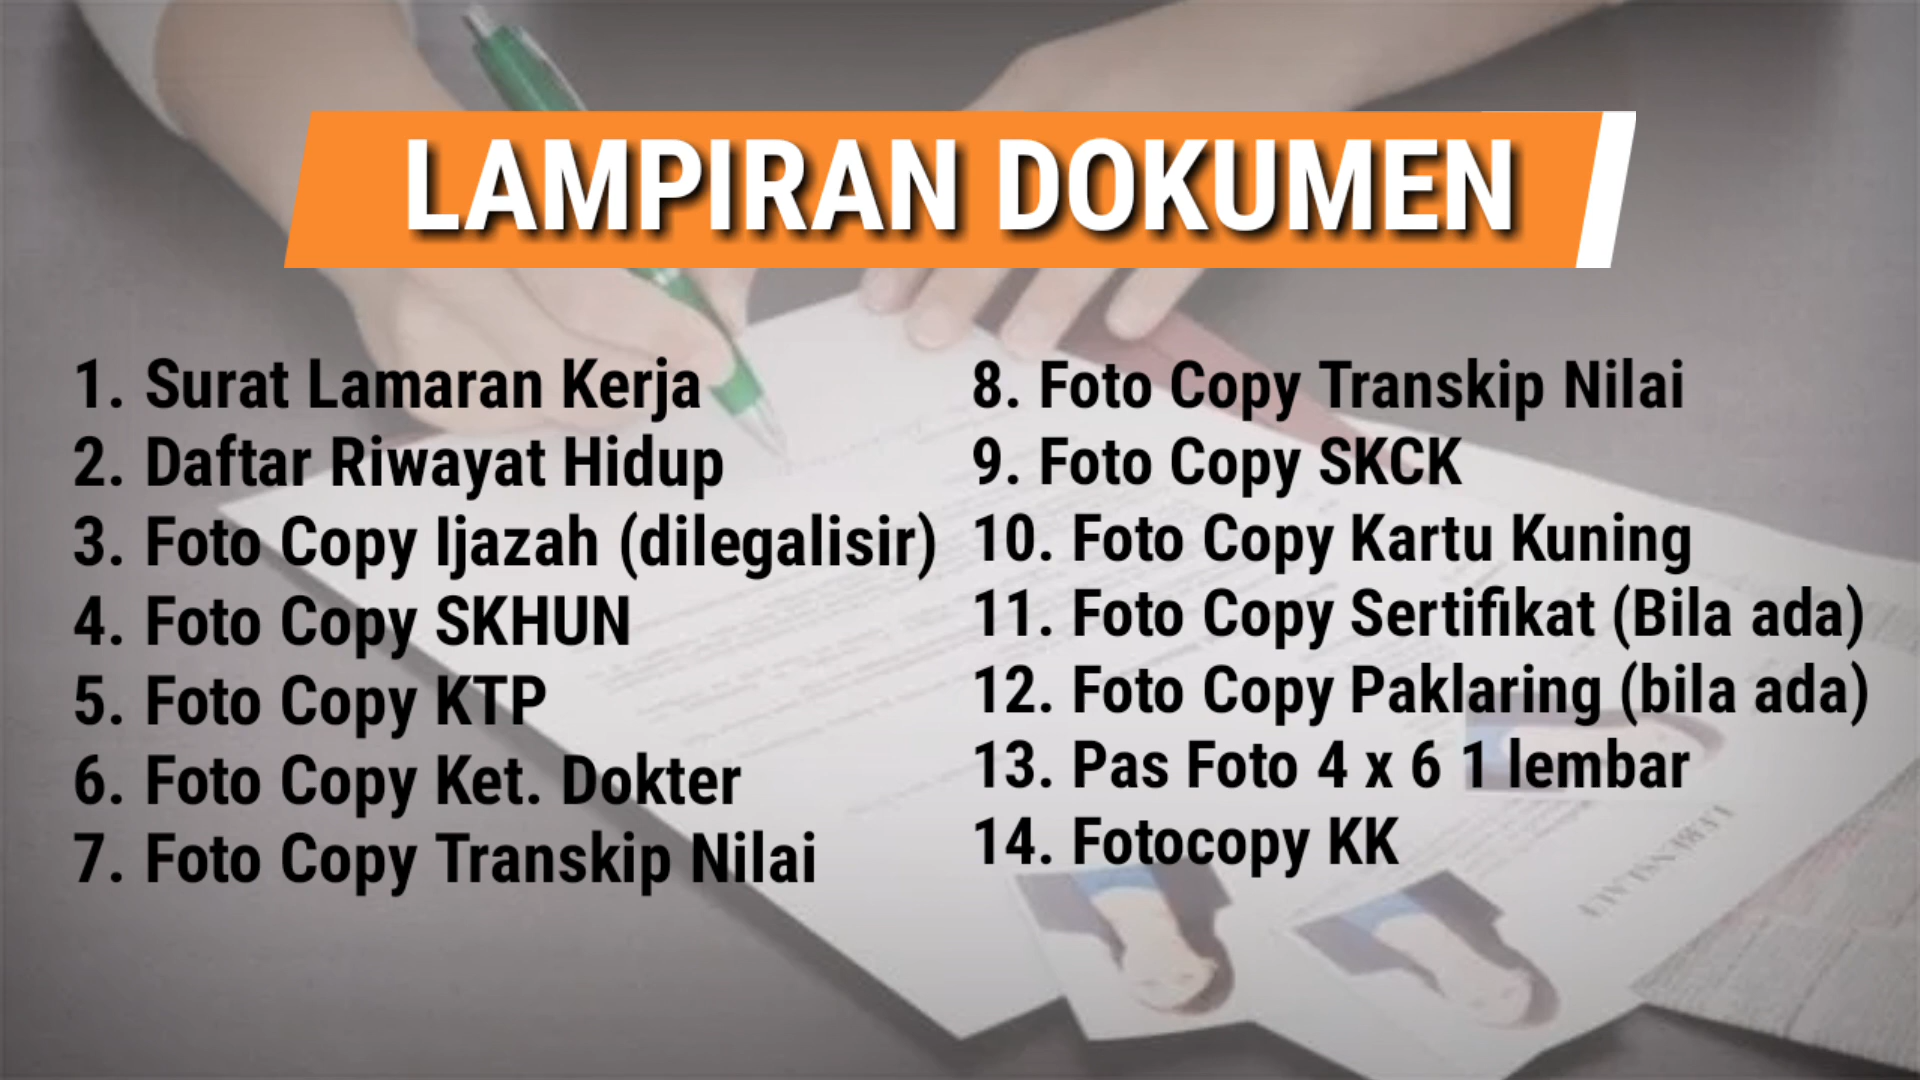 LAMPIRAN DOKUMEN
1. Surat Lamaran Kerja
2. Daftar Riwayat Hidup
3. Foto Copy Ijazah (dilegalisir)
4. Foto Copy SKHUN
5. Foto Copy KTP
6. Foto Copy Ket. Dokter
7. Foto Copy Transkip Nilai
8. Foto Copy Transkip Nilai
9. Foto Copy SKCK
10. Foto Copy Kartu Kuning
11. Foto Copy Sertifikat (Bila ada)
12. Foto Copy Paklaring (bila ada)
13. Pas Foto 4 x 6 1 lembar
14. Fotocopy KK